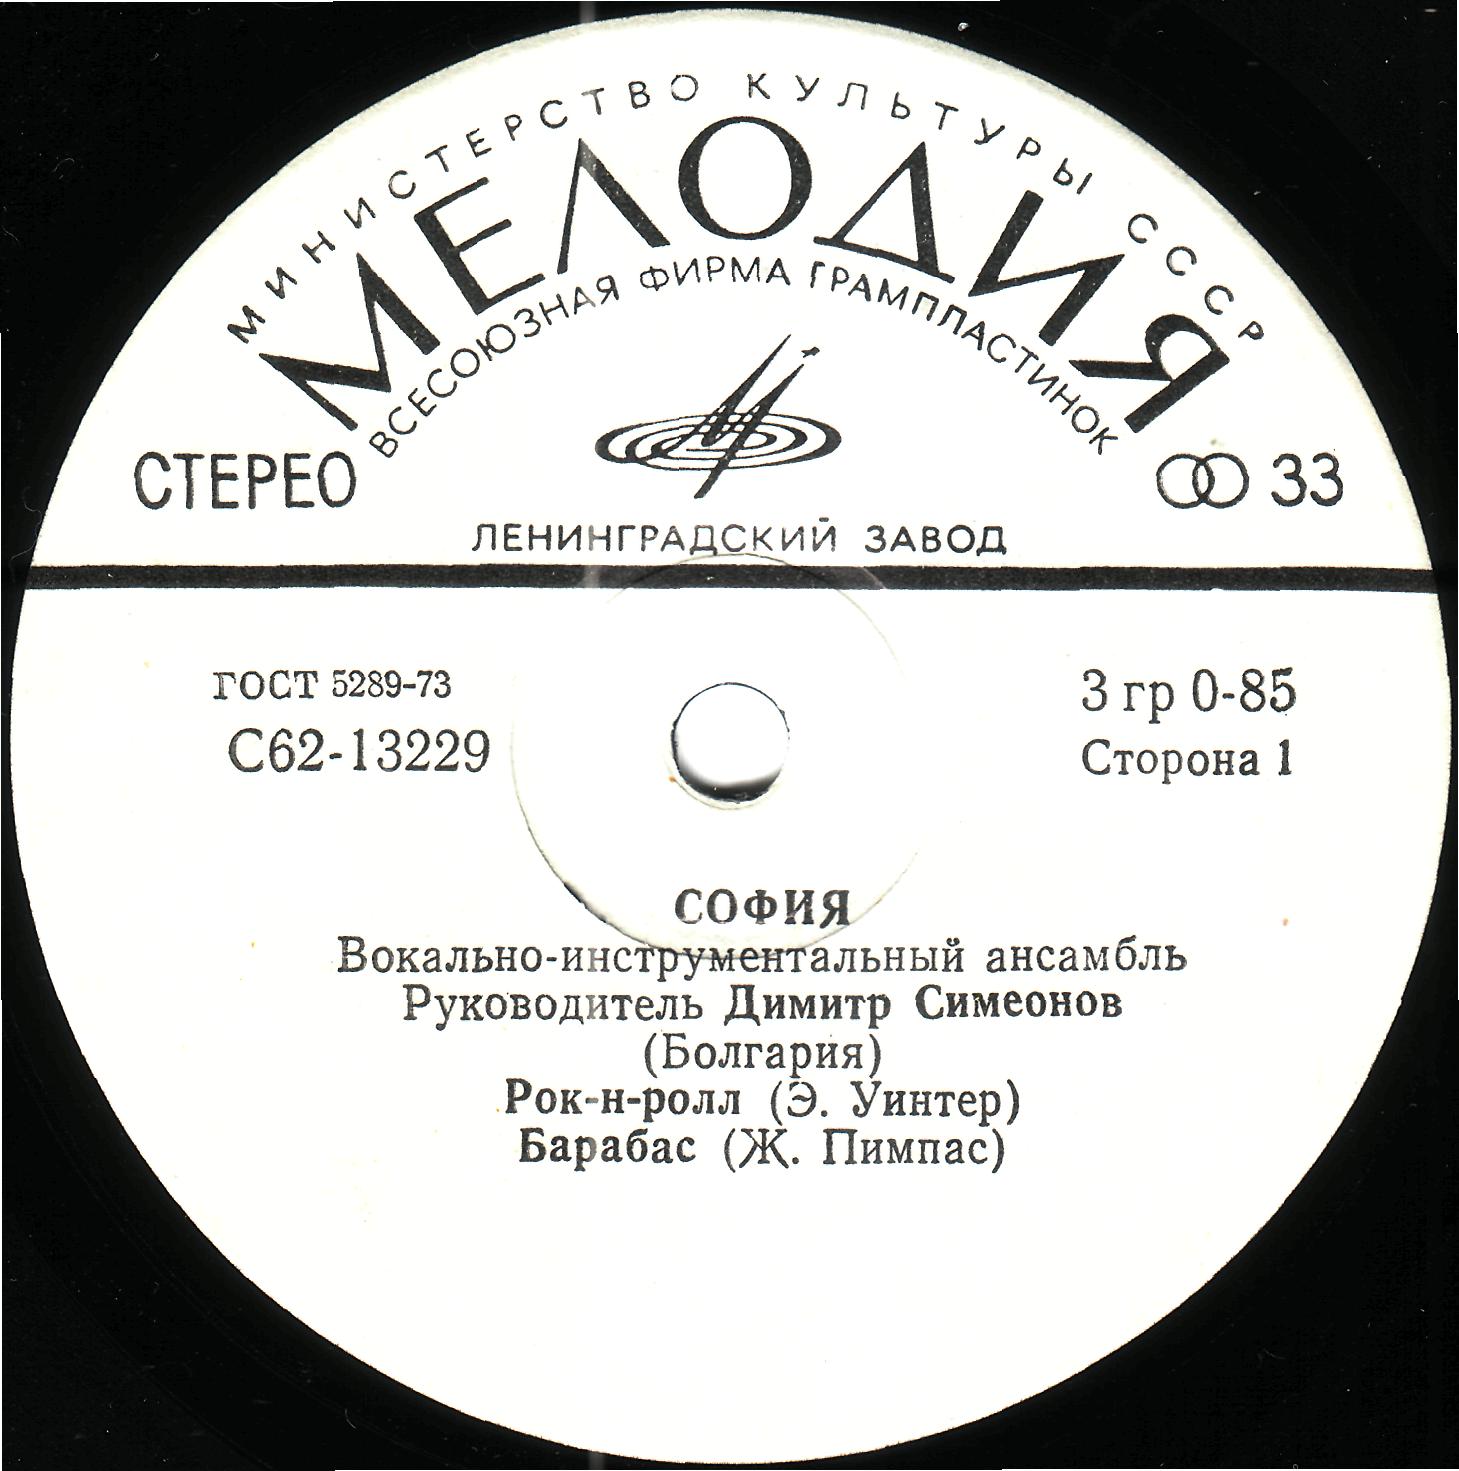 МИНИСТЕРСТВО КУЛЬТУРЫ СССР
МЕЛОДИЯ
ВСЕСОЮЗНАЯ ФИРМА ГРАМПЛАСТИНОК
СТЕРЕО
33
ЛЕНИНГРАДСКИЙ ЗАВОД
ГОСТ 5289-73
3 гр 0-85
С62-13229
Сторона 1
СОФИЯ
Вокально-инструментальный ансамбль
Руководитель Димитр Симеонов
(Болгария)
Рок-н-ролл (Э. Уинтер)
Барабас (Ж. Пимпас)